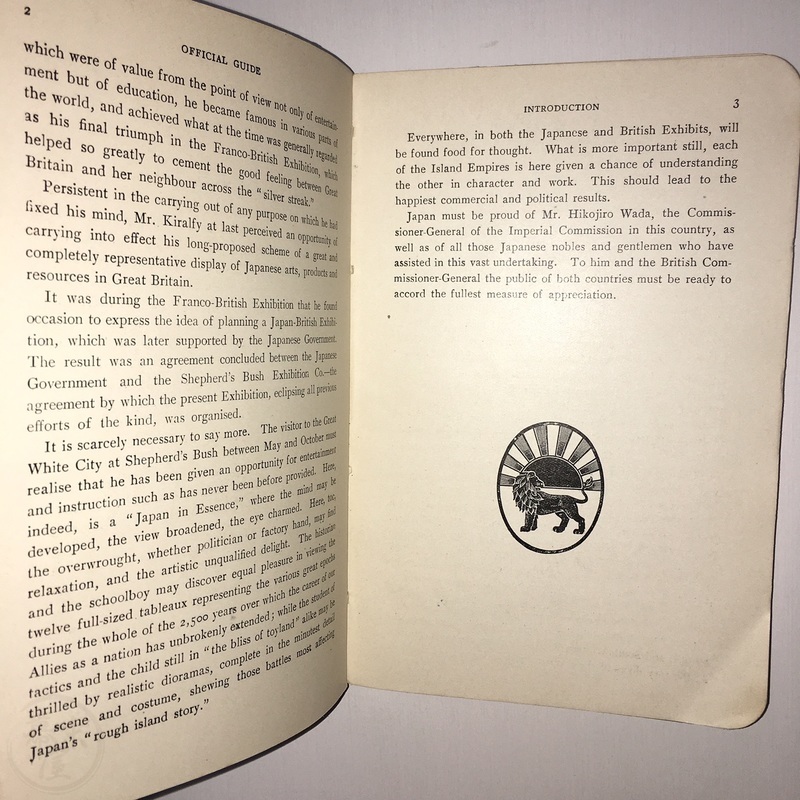 2
OFFICIAL GUIDE
which were of value from the point of view not only of entertain-
ment but of education, he became famous in various parts of
the world, and achieved what at the time was generally regarded
as his final triumph in the Franco-British Exhibition, which
helped so greatly to cement the good feeling between Great
Britain and her neighbour across the "silver streak."
Persistent in the carrying out of any purpose on which he had
fixed his mind, Mr. Kiralfy at last perceived an opportunity of
carrying into effect his long-proposed scheme of a great and
completely representative display of Japanese arts, products and
resources in Great Britain.
It was during the Franco-British Exhibition that he found
occasion to express the idea of planning a Japan-British Exhibi-
tion, which was later supported by the Japanese Government.
The result was an agreement concluded between the Japanese
Government and the Shepherd's Bush Exhibition Co.—the
agreement by which the present Exhibition, eclipsing all previous
efforts of the kind, was organised.
It is scarcely necessary to say more. The visitor to the Great
White City at Shepherd's Bush between May and October must
realise that he has been given an opportunity for entertainment
and instruction such as has never been before provided. Here,
indeed, is a "Japan in Essence," where the mind may be
developed, the view broadened, the eye charmed. Here, too,
the overwrought, whether politician or factory hand, may find
relaxation, and the artistic unqualified delight. The historian
and the schoolboy may discover equal pleasure in viewing the
twelve full-sized tableaux representing the various great epochs
during the whole of the 2,500 years over which the career of our
Allies as a nation has unbrokenly extended; while the student of
tactics and the child still in "the bliss of toyland" alike may be
thrilled by realistic dioramas, complete in the minutest detail
of scene and costume, shewing those battles most affecting
Japan's "rough island story."
INTRODUCTION
3
Everywhere, in both the Japanese and British Exhibits, will
be found food for thought. What is more important still, each
of the Island Empires is here given a chance of understanding
the other in character and work. This should lead to the
happiest commercial and political results.
Japan must be proud of Mr. Hikojiro Wada, the Commis-
sioner-General of the Imperial Commission in this country, as
well as of all those Japanese nobles and gentlemen who have
assisted in this vast undertaking. To him and the British Com-
missioner-General the public of both countries must be ready to
accord the fullest measure of appreciation.